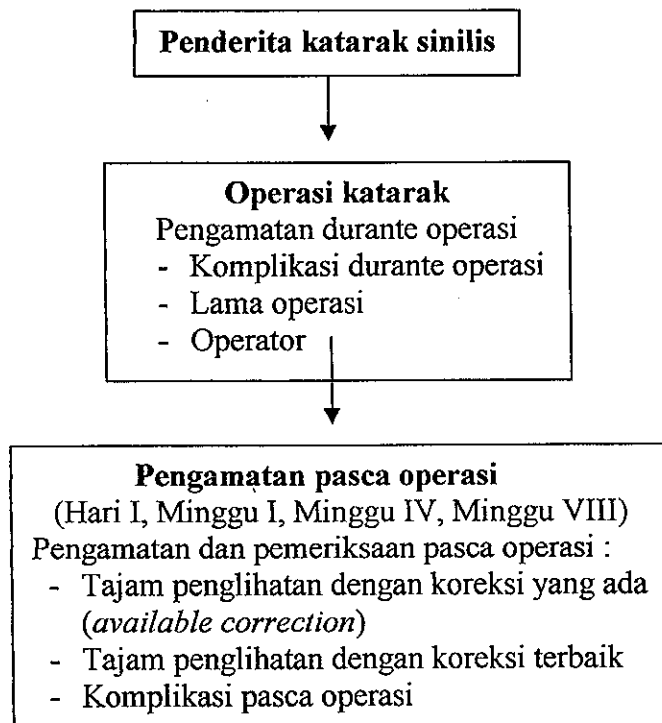 Penderita katarak sinilis
Operasi katarak
Pengamatan durante operasi
- Komplikasi durante operasi
- Lama operasi
- Operator
Pengamatan pasca operasi
(Hari I, Minggu I, Minggu IV, Minggu VIII)
Pengamatan dan pemeriksaan pasca operasi :
- Tajam penglihatan dengan koreksi yang ada
(available correction)
- Tajam penglihatan dengan koreksi terbaik
- Komplikasi pasca operasi